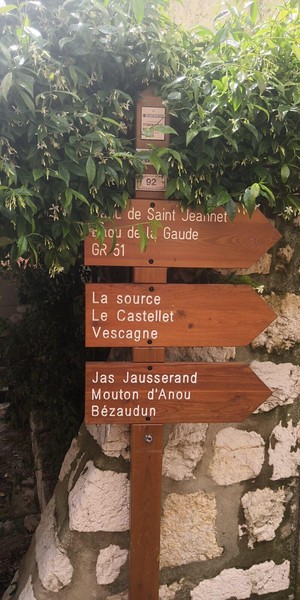 92
de Saint Jeannet
Baou de la Gaude
GR 51
La source
Le Castellet
Vescagne
Jas Jausserand
Mouton d'Anou
Bézaudun